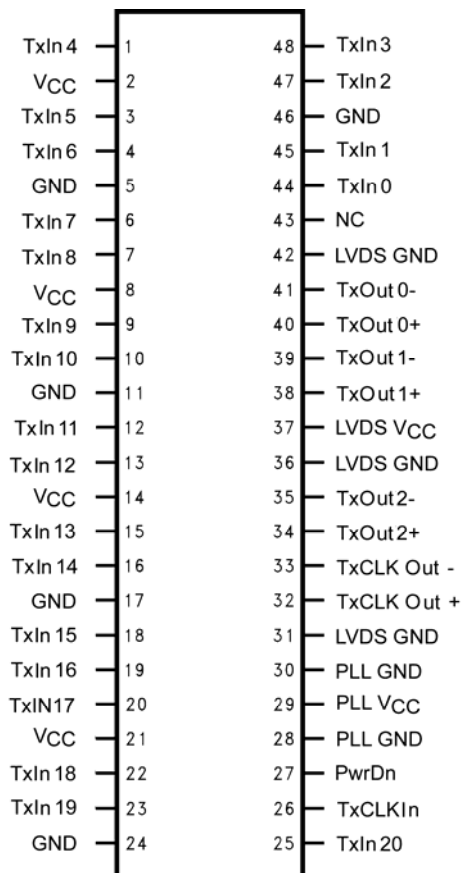 TxIn 4 1 48 TxIn 3
VCC 2 47 TxIn 2
TxIn 5 3 46 GND
TxIn 6 4 45 TxIn 1
GND 5 44 TxIn 0
TxIn 7 6 43 NC
TxIn 8 7 42 LVDS GND
VCC 8 41 TxOut 0-
TxIn 9 9 40 TxOut 0+
TxIn 10 10 39 TxOut 1-
GND 11 38 TxOut 1+
TxIn 11 12 37 LVDS VCC
TxIn 12 13 36 LVDS GND
VCC 14 35 TxOut 2-
TxIn 13 15 34 TxOut 2+
TxIn 14 16 33 TxCLK Out -
GND 17 32 TxCLK Out +
TxIn 15 18 31 LVDS GND
TxIn 16 19 30 PLL GND
TxIN17 20 29 PLL VCC
VCC 21 28 PLL GND
TxIn 18 22 27 PwrDn
TxIn 19 23 26 TxCLKIn
GND 24 25 TxIn 20